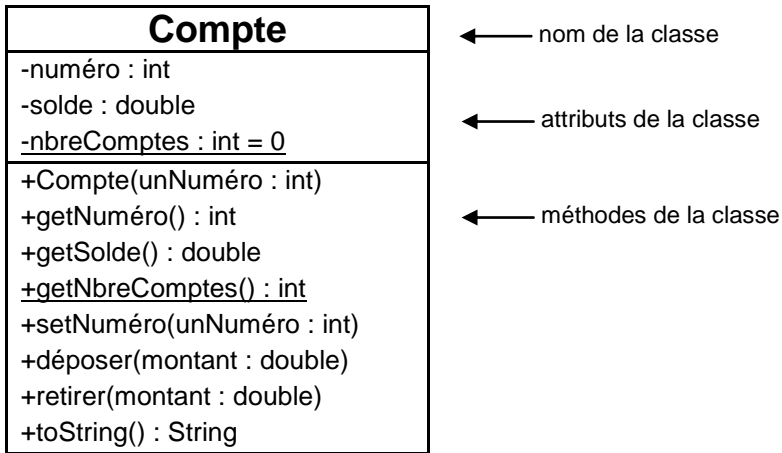 Compte
nom de la classe
-numéro : int
-solde : double
-nbreComptes : int = 0
attributs de la classe
+Compte(unNuméro : int)
+getNuméro() : int
méthodes de la classe
+getSolde() : double
+getNbreComptes() : int
+setNuméro(unNuméro : int)
+déposer(montant : double)
+retirer(montant : double)
+toString() : String